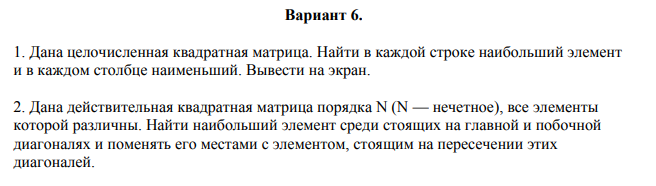 Вариант 6.
1. Дана целочисленная квадратная матрица. Найти в каждой строке наибольший элемент
и в каждом столбце наименьший. Вывести на экран.
2. Дана действительная квадратная матрица порядка N (N — нечетное), все элементы
которой различны. Найти наибольший элемент среди стоящих на главной и побочной
диагоналях и поменять его местами с элементом, стоящим на пересечении этих
диагоналей.